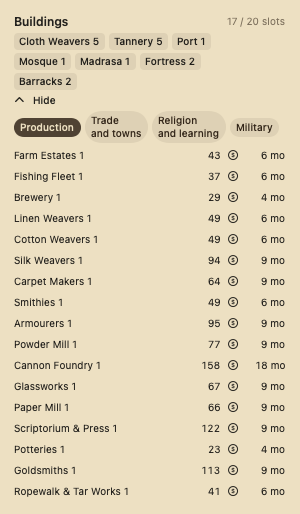 Buildings 17 / 20 slots
Cloth Weavers 5 Tannery 5 Port 1
Mosque 1 Madrasa 1 Fortress 2
Barracks 2
Hide
Production Trade and towns Religion and learning Military
Farm Estates 1 43 $ 6 mo
Fishing Fleet 1 37 $ 6 mo
Brewery 1 29 $ 4 mo
Linen Weavers 1 49 $ 6 mo
Cotton Weavers 1 49 $ 6 mo
Silk Weavers 1 94 $ 9 mo
Carpet Makers 1 64 $ 9 mo
Smithies 1 49 $ 6 mo
Armourers 1 95 $ 9 mo
Powder Mill 1 77 $ 9 mo
Cannon Foundry 1 158 $ 18 mo
Glassworks 1 67 $ 9 mo
Paper Mill 1 66 $ 9 mo
Scriptorium & Press 1 122 $ 9 mo
Potteries 1 23 $ 4 mo
Goldsmiths 1 113 $ 9 mo
Ropewalk & Tar Works 1 41 $ 6 mo